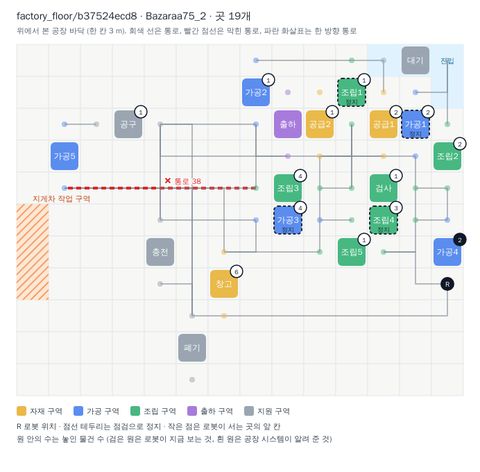 factory_floor/b37524ecd8 · Bazaraa75_2 · 곳 19개
위에서 본 공장 바닥 (한 칸 3 m). 회색 선은 통로, 빨간 점선은 막힌 통로, 파란 화살표는 한 방향 통로
대기
전립
가공2 1
조립1 1
정지
공구 1
출하
공급2 1
공급1 2
가공1 2
정지
가공5
조립2 2
✕ 통로 38
조립3 4
검사 1
지게차 작업 구역
가공3 4
정지
조립4 3
정지
충전
조립5 1
가공4 2
창고 6
R
폐기
자재 구역
가공 구역
조립 구역
출하 구역
지원 구역
R 로봇 위치 · 점선 테두리는 점검으로 정지 · 작은 점은 로봇이 서는 곳의 앞 칸
원 안의 수는 놓인 물건 수 (검은 원은 로봇이 지금 보는 것, 흰 원은 공장 시스템이 알려 준 것)